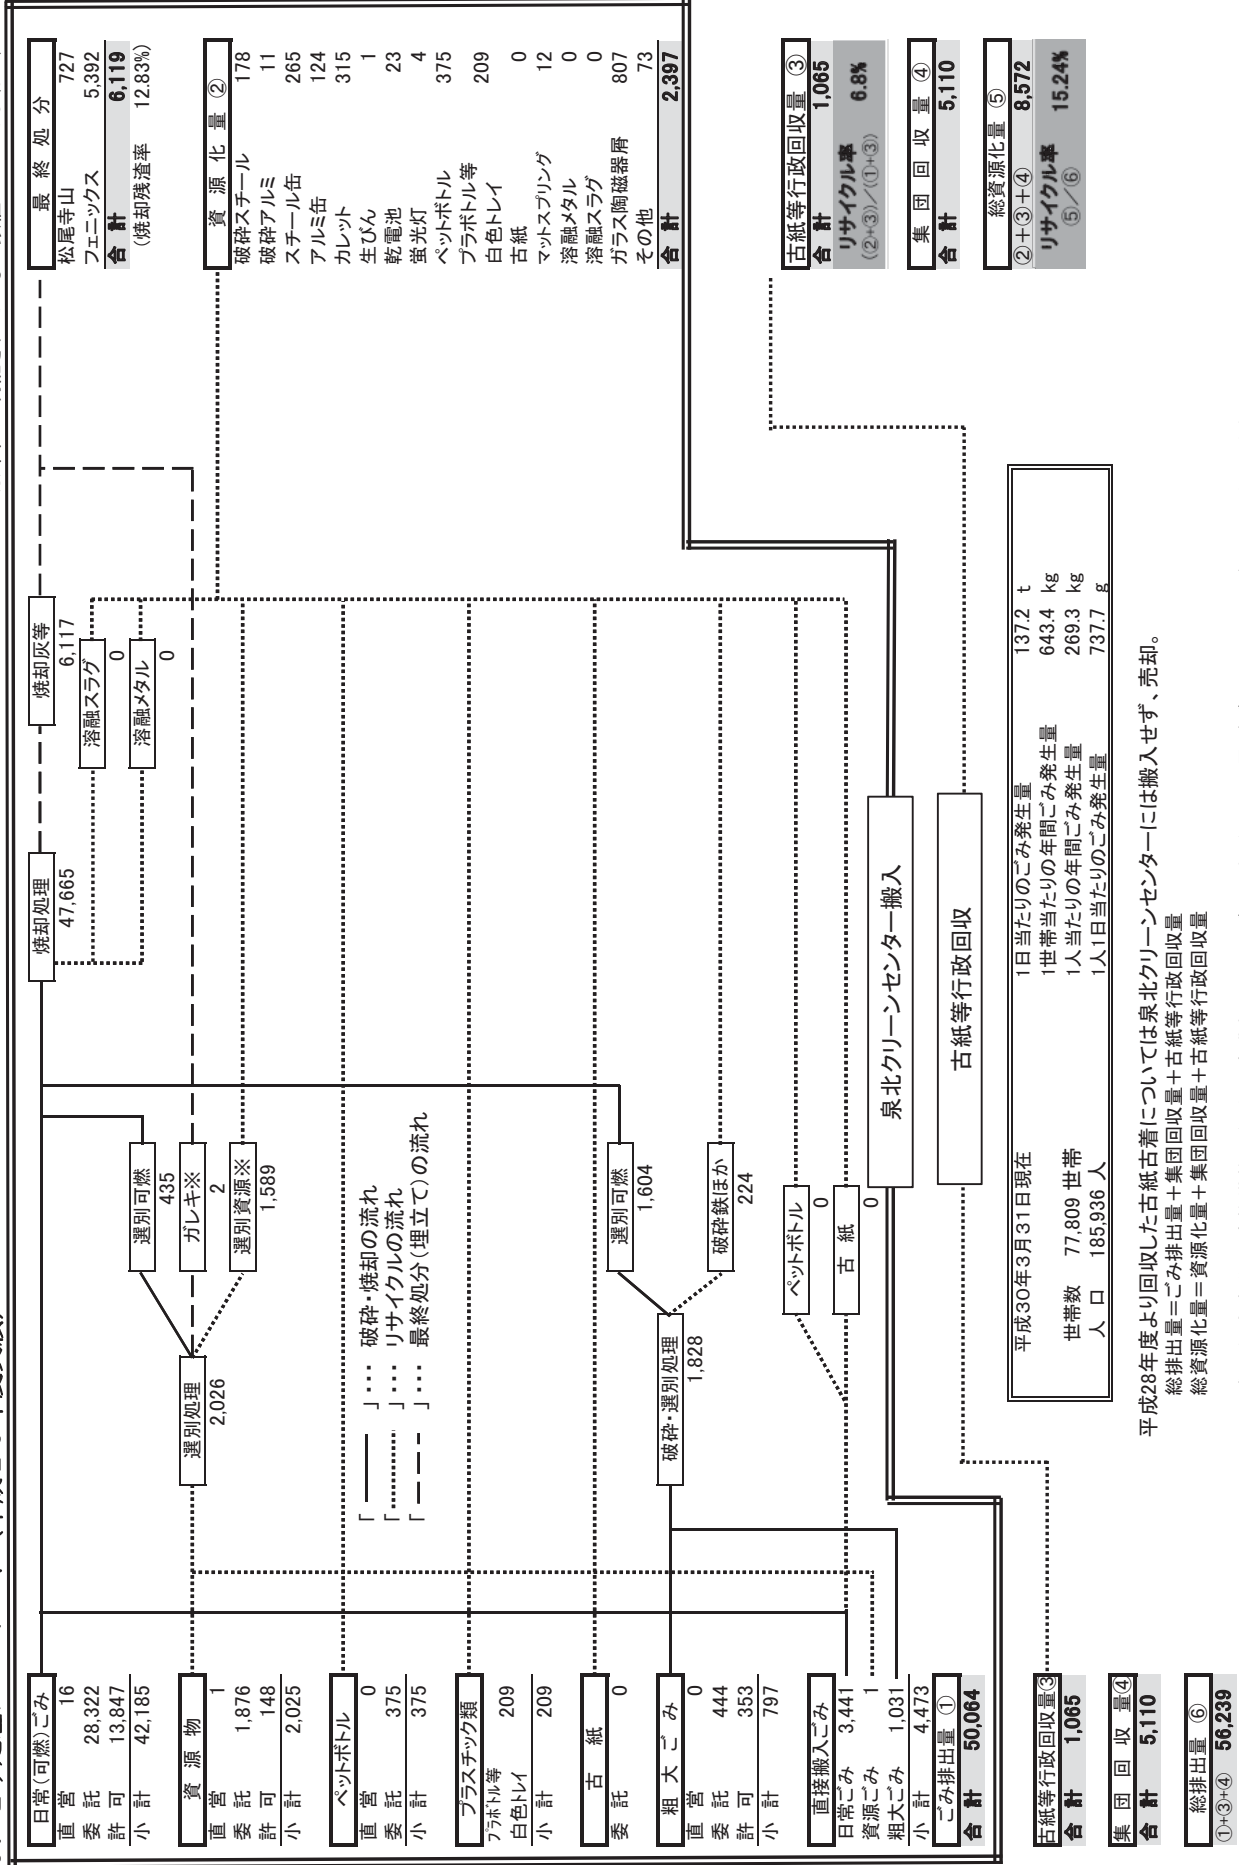 日常(可燃)ごみ
直 営 16
委 託 28,322
許 可 13,847
小 計 42,185
資 源 物
直 営 1
委 託 1,876
許 可 148
小 計 2,025
ペットボトル
直 営 0
委 託 375
小 計 375
プラスチック類
プラボトル等 209
白色トレイ
小 計 209
古 紙
委 託 0
粗 大 ご み
直 営 0
委 託 444
許 可 353
小 計 797
直接搬入ごみ
日常ごみ 3,441
資源ごみ 1
粗大ごみ 1,031
小 計 4,473
ごみ排出量 ①
合 計 50,064
古紙等行政回収量③
合 計 1,065
集 団 回 収 量④
合 計 5,110
総排出量 ⑥
①+③+④ 56,239
選別処理
2,026
「 」・・・ 破砕・焼却の流れ
「 」・・・ リサイクルの流れ
「 」・・・ 最終処分(埋立て)の流れ
破砕・選別処理
1,828
選別可燃
435
ガレキ※
2
選別資源※
1,589
選別可燃
1,604
破砕鉄ほか
224
ペットボトル
0
古 紙
0
焼却処理
47,665
焼却灰等
6,117
溶融スラグ
0
溶融メタル
0
泉北クリーンセンター搬入
古紙等行政回収
最 終 処 分
松尾寺山 727
フェニックス 5,392
合 計 6,119
(焼却残渣率 12.83%)
資 源 化 量 ②
破砕スチール 178
破砕アルミ 11
スチール缶 265
アルミ缶 124
カレット 315
生びん 1
乾電池 23
蛍光灯 4
ペットボトル 375
プラボトル等 209
白色トレイ
古紙 0
マットスプリング 12
溶融メタル 0
溶融スラグ 0
ガラス陶磁器屑 807
その他 73
合 計 2,397
古紙等行政回収量 ③
合 計 1,065
リサイクル率 6.8%
(②+③)/(①+③)
集 団 回 収 量 ④
合 計 5,110
総資源化量 ⑤
②+③+④ 8,572
リサイクル率 15.24%
⑤/⑥
平成30年3月31日現在 1日当たりのごみ発生量 137.2 t
1世帯当たりの年間ごみ発生量 643.4 kg
世帯数 77,809 世帯 1人当たりの年間ごみ発生量 269.3 kg
人 口 185,936 人 1人1日当たりのごみ発生量 737.7 g
平成28年度より回収した古紙古着については泉北クリーンセンターには搬入せず、売却。
総排出量=ごみ排出量+集団回収量+古紙等行政回収量
総資源化量=資源化量+集団回収量+古紙等行政回収量